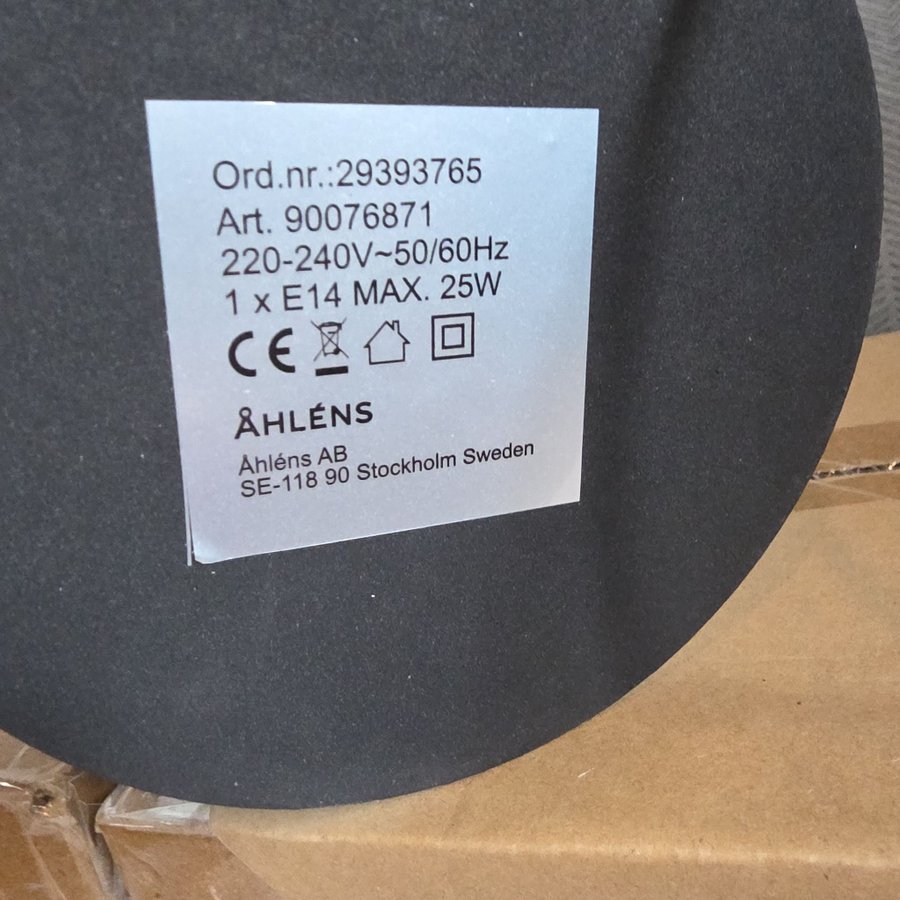 Ord.nr.:29393765
Art. 90076871
220-240V~50/60Hz
1 x E14 MAX. 25W
CE
ÅHLÉNS
Åhléns AB
SE-118 90 Stockholm Sweden